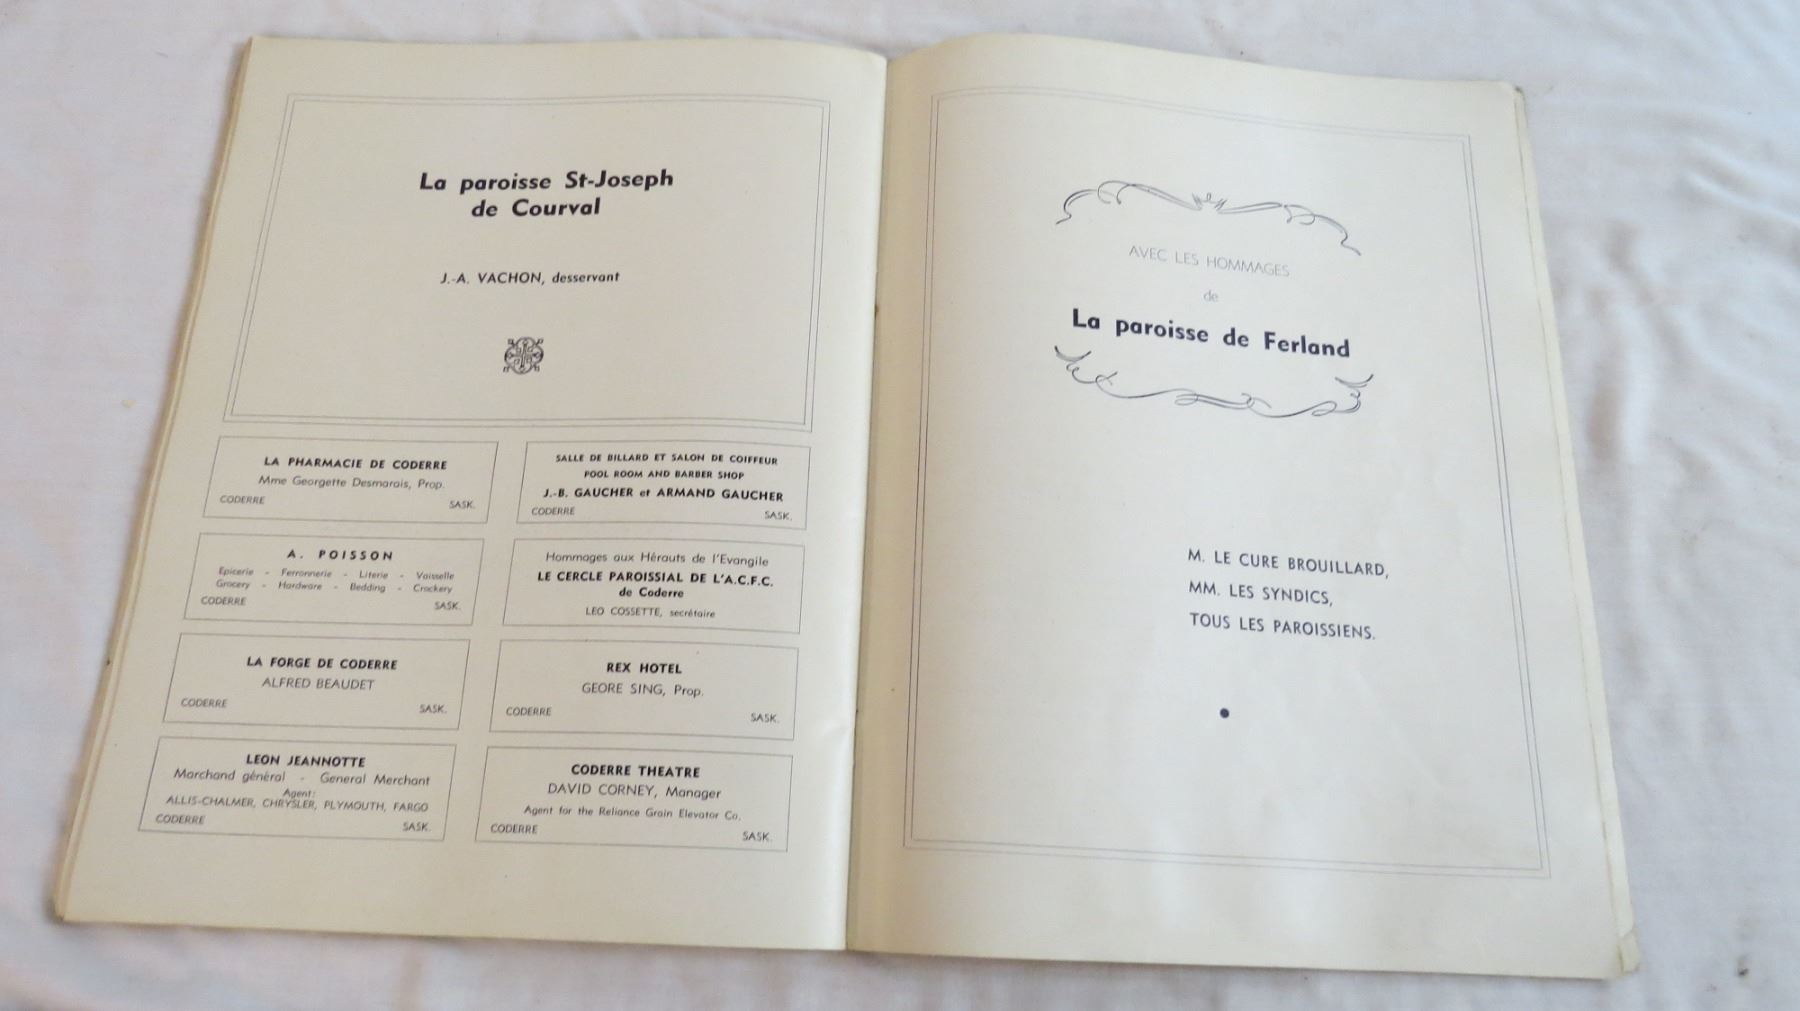 La paroisse St-Joseph
de Courval
J.-A. VACHON, desservant
LA PHARMACIE DE CODERRE
Mme Georgette Desmarais, Prop.
CODERRE SASK.
SALLE DE BILLARD ET SALON DE COIFFEUR
POOL ROOM AND BARBER SHOP
J.-B. GAUCHER et ARMAND GAUCHER
CODERRE SASK.
A. POISSON
Epicerie - Ferronnerie - Literie - Vaisselle
Grocery - Hardware - Bedding - Crockery
CODERRE SASK.
Hommages aux Hérauts de l'Evangile
LE CERCLE PAROISSIAL DE L'A.C.F.C.
de Coderre
LEO COSSETTE, secrétaire
LA FORGE DE CODERRE
ALFRED BEAUDET
CODERRE SASK.
REX HOTEL
GEORE SING, Prop.
CODERRE SASK.
LEON JEANNOTTE
Marchand général - General Merchant
Agent:
ALLIS-CHALMER, CHRYSLER, PLYMOUTH, FARGO
CODERRE SASK.
CODERRE THEATRE
DAVID CORNEY, Manager
Agent for the Reliance Grain Elevator Co.
CODERRE SASK.
AVEC LES HOMMAGES
de
La paroisse de Ferland
M. LE CURE BROUILLARD,
MM. LES SYNDICS,
TOUS LES PAROISSIENS.